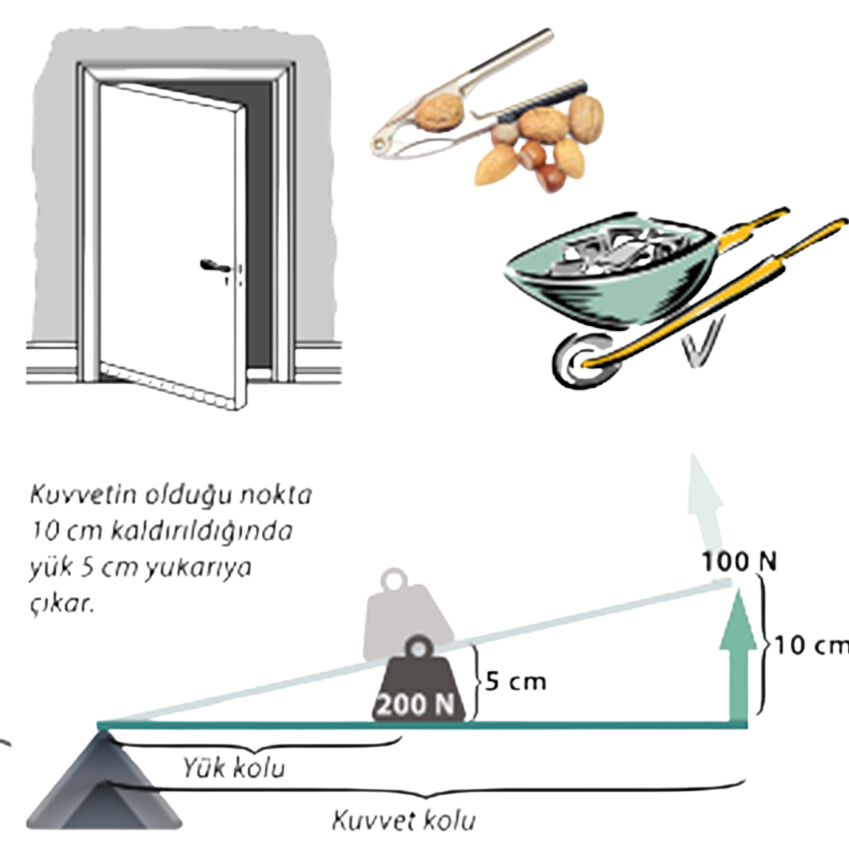 Kuvvetin olduğu nokta
10 cm kaldırıldığında
yük 5 cm yukarıya
çıkar.
100 N
10 cm
5 cm
200 N
Yük kolu
Kuvvet kolu